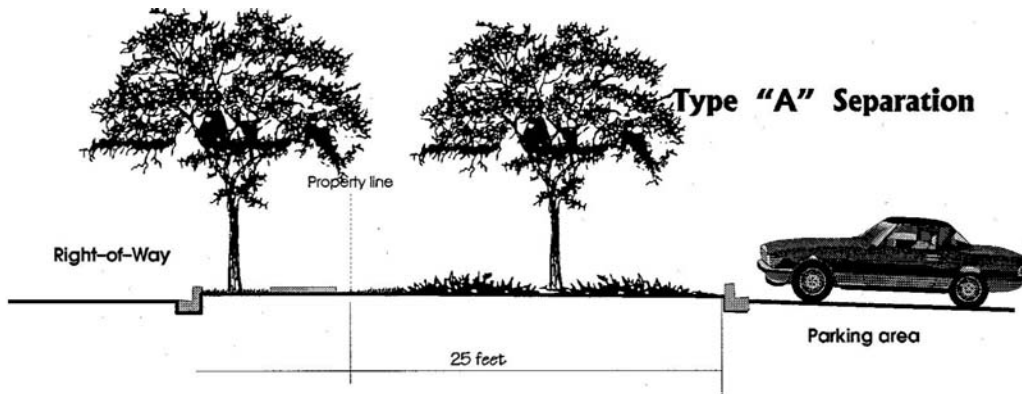 Type “A” Separation
Property line
Right-of-Way
Parking area
25 feet